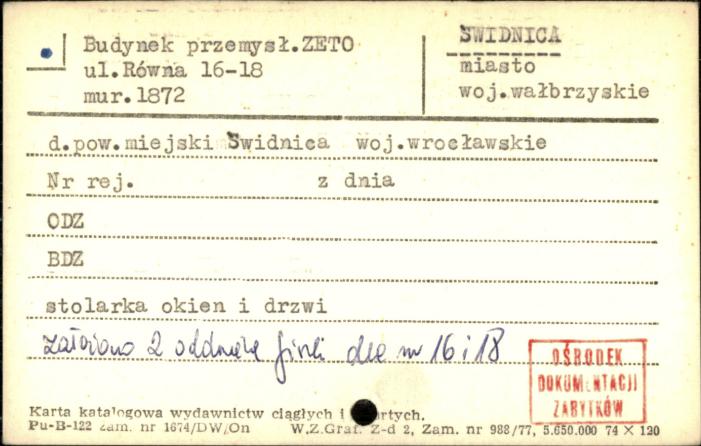 Budynek przemysł.ZETO
ul.Równa 16-18
mur.1872
ŚWIDNICA
miasto
woj.wałbrzyskie
d.pow.miejski Świdnica woj.wrocławskie
Nr rej. z dnia
ODZ
BDZ
stolarka okien i drzwi
założono 2 oddzielne fiszki dla nr 16 i 18
OŚRODEK
DOKUMENTACJI
ZABYTKÓW
Karta katalogowa wydawnictw ciągłych i
Pu-B-122 zam. nr 1674/DW/On W.Z.Graf. Z-d 2, Zam. nr 988/77, 5.650.000 74 × 120